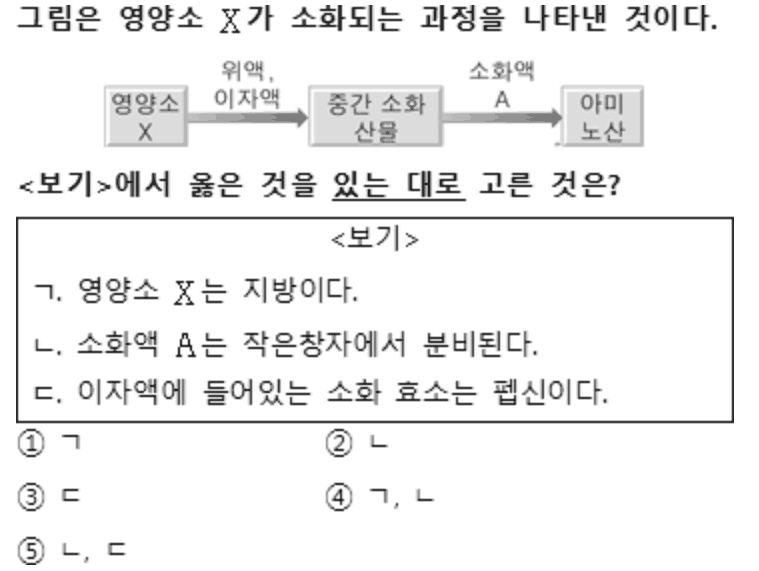 그림은 영양소 X가 소화되는 과정을 나타낸 것이다.
위액,
이자액
소화액
A
영양소
X
중간 소화
산물
아미
노산
<보기>에서 옳은 것을 있는 대로 고른 것은?
<보기>
ㄱ. 영양소 X는 지방이다.
ㄴ. 소화액 A는 작은창자에서 분비된다.
ㄷ. 이자액에 들어있는 소화 효소는 펩신이다.
① ㄱ ② ㄴ
③ ㄷ ④ ㄱ, ㄴ
⑤ ㄴ, ㄷ